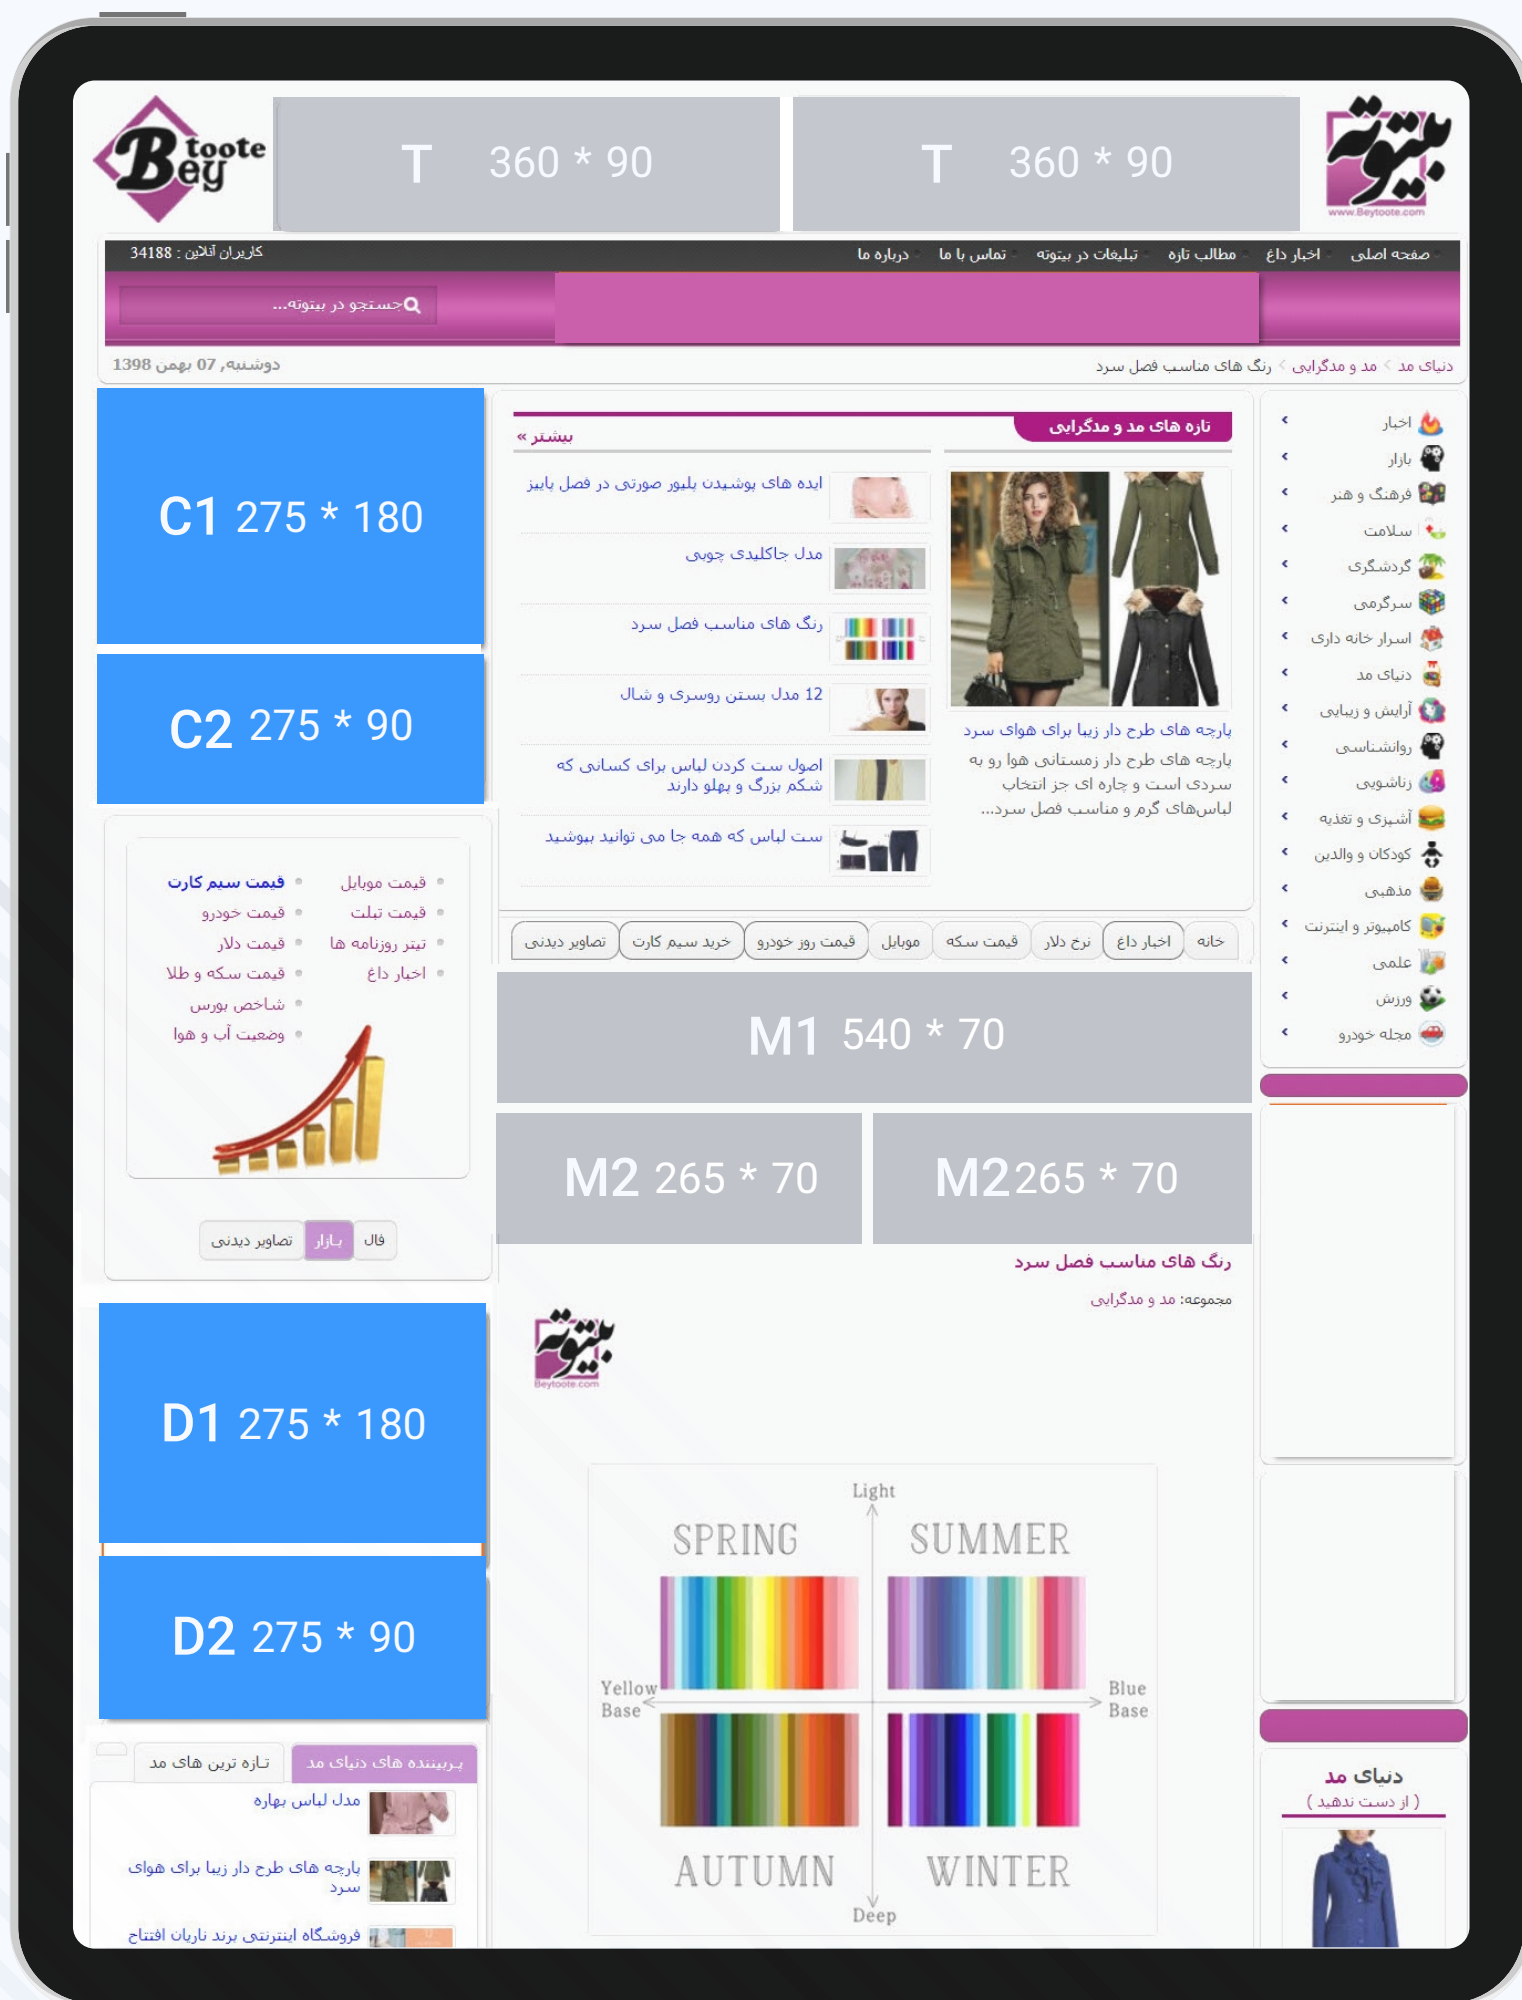 Bey toote
T 360 * 90
T 360 * 90
بیتوته
www.Beytoote.com
صفحه اصلی
اخبار داغ
مطالب تازه
تبلیغات در بیتوته
تماس با ما
درباره ما
کاربران آنلاین : 34188
جستجو در بیتوته...
دنیای مد › مد و مدگرایی › رنگ های مناسب فصل سرد
دوشنبه, 07 بهمن 1398
اخبار
بازار
فرهنگ و هنر
سلامت
گردشگری
سرگرمی
اسرار خانه داری
دنیای مد
آرایش و زیبایی
روانشناسی
زناشویی
آشپزی و تغذیه
کودکان و والدین
مذهبی
کامپیوتر و اینترنت
علمی
ورزش
مجله خودرو
تازه های مد و مدگرایی
بیشتر »
پارچه های طرح دار زیبا برای هوای سرد
پارچه های طرح دار زمستانی هوا رو به
سردی است و چاره ای جز انتخاب
لباس‌های گرم و مناسب فصل سرد...
ایده های پوشیدن پلیور صورتی در فصل پاییز
مدل جاکلیدی چوبی
رنگ های مناسب فصل سرد
12 مدل بستن روسری و شال
اصول ست کردن لباس برای کسانی که
شکم بزرگ و پهلو دارند
ست لباس که همه جا می توانید بپوشید
C1 275 * 180
C2 275 * 90
قیمت موبایل
قیمت تبلت
تیتر روزنامه ها
اخبار داغ
قیمت سیم کارت
قیمت خودرو
قیمت دلار
قیمت سکه و طلا
شاخص بورس
وضعیت آب و هوا
فال
بازار
تصاویر دیدنی
خانه
اخبار داغ
نرخ دلار
قیمت سکه
موبایل
قیمت روز خودرو
خرید سیم کارت
تصاویر دیدنی
M1 540 * 70
M2 265 * 70
M2 265 * 70
رنگ های مناسب فصل سرد
مجموعه: مد و مدگرایی
بیتوته
Beytoote.com
Light
SPRING
SUMMER
Yellow
Base
Blue
Base
AUTUMN
WINTER
Deep
D1 275 * 180
D2 275 * 90
پربیننده های دنیای مد
تازه ترین های مد
مدل لباس بهاره
پارچه های طرح دار زیبا برای هوای
سرد
فروشگاه اینترنتی برند ناریان افتتاح
دنیای مد
( از دست ندهید )